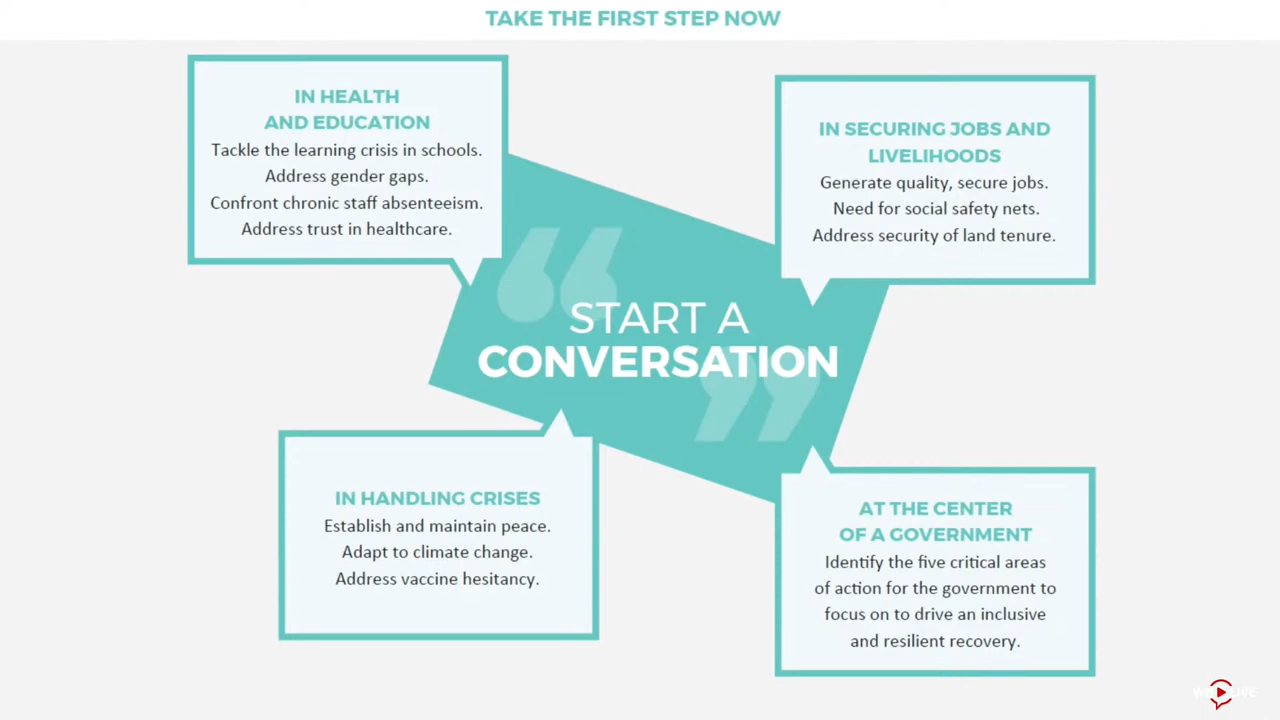 TAKE THE FIRST STEP NOW
IN HEALTH
AND EDUCATION
Tackle the learning crisis in schools.
Address gender gaps.
Confront chronic staff absenteeism.
Address trust in healthcare.
IN SECURING JOBS AND
LIVELIHOODS
Generate quality, secure jobs.
Need for social safety nets.
Address security of land tenure.
START A
CONVERSATION
IN HANDLING CRISES
Establish and maintain peace.
Adapt to climate change.
Address vaccine hesitancy.
AT THE CENTER
OF A GOVERNMENT
Identify the five critical areas
of action for the government to
focus on to drive an inclusive
and resilient recovery.